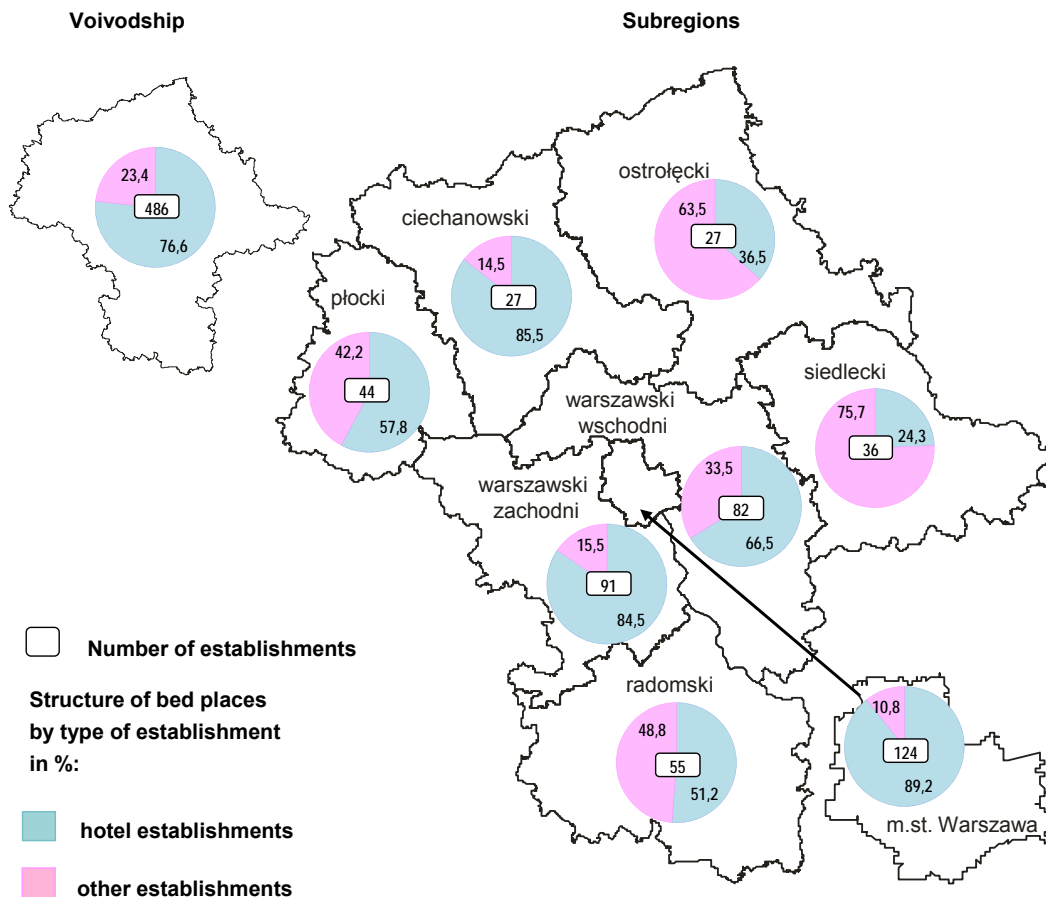 Voivodship
Subregions
23,4
486
76,6
ostrołęcki
63,5
27
36,5
ciechanowski
14,5
27
85,5
płocki
42,2
44
57,8
siedlecki
75,7
24,3
36
warszawski
wschodni
33,5
82
66,5
warszawski
zachodni
15,5
91
84,5
radomski
48,8
55
51,2
10,8
124
89,2
m.st. Warszawa
Number of establishments
Structure of bed places
by type of establishment
in %:
hotel establishments
other establishments